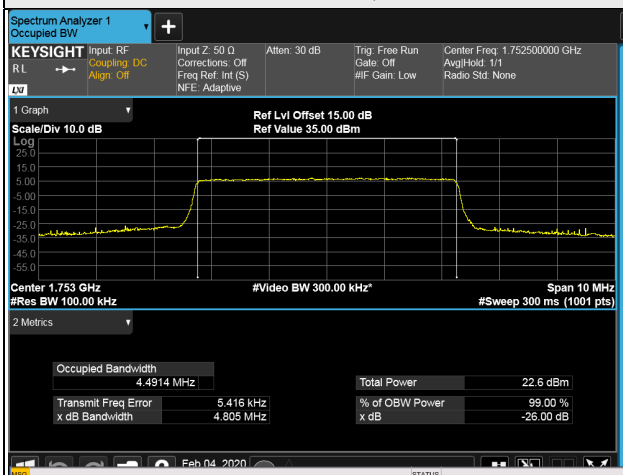 Spectrum Analyzer 1
Occupied BW
KEYSIGHT
R L
LXI
Input: RF
Coupling: DC
Align: Off
Input Z: 50 Ω
Corrections: Off
Freq Ref: Int (S)
NFE: Adaptive
Atten: 30 dB
Trig: Free Run
Gate: Off
#IF Gain: Low
Center Freq: 1.752500000 GHz
Avg|Hold: 1/1
Radio Std: None
1 Graph
Scale/Div 10.0 dB
Ref Lvl Offset 15.00 dB
Ref Value 35.00 dBm
Log
25.0
15.0
5.00
-5.00
-15.0
-25.0
-35.0
-45.0
-55.0
Center 1.753 GHz
#Video BW 300.00 kHz*
Span 10 MHz
#Res BW 100.00 kHz
#Sweep 300 ms (1001 pts)
2 Metrics
Occupied Bandwidth
4.4914 MHz
Total Power 22.6 dBm
Transmit Freq Error 5.416 kHz
% of OBW Power 99.00 %
x dB Bandwidth 4.805 MHz
x dB -26.00 dB
Feb 04, 2020
MSG
STATUS